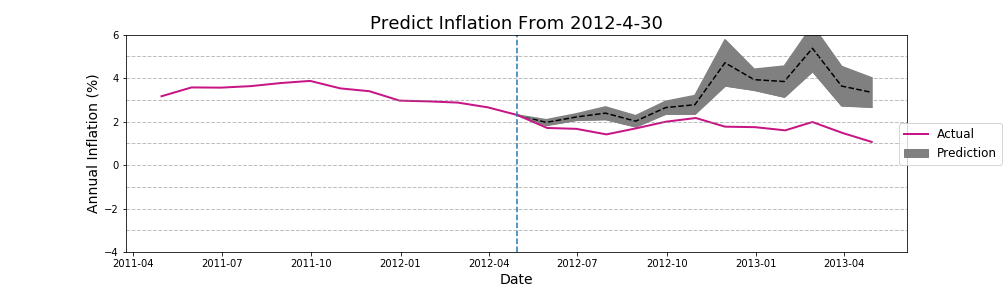 Predict Inflation From 2012-4-30
Annual Inflation (%)
6
4
2
0
−2
−4
2011-04 2011-07 2011-10 2012-01 2012-04 2012-07 2012-10 2013-01 2013-04
Date
Actual
Prediction